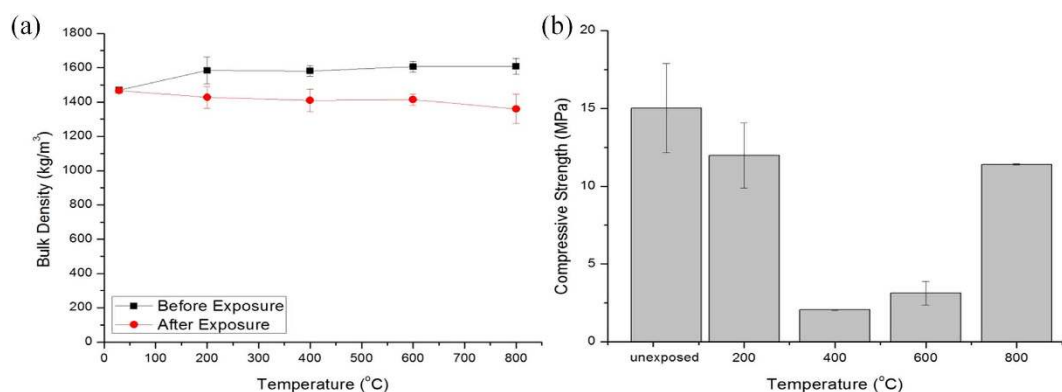 (a)
1800
1600
1400
1200
1000
800
600
400
200
0
Bulk Density (kg/m³)
Before Exposure
After Exposure
0 100 200 300 400 500 600 700 800
Temperature (°C)
(b)
20
15
10
5
0
Compressive Strength (MPa)
unexposed 200 400 600 800
Temperature (°C)